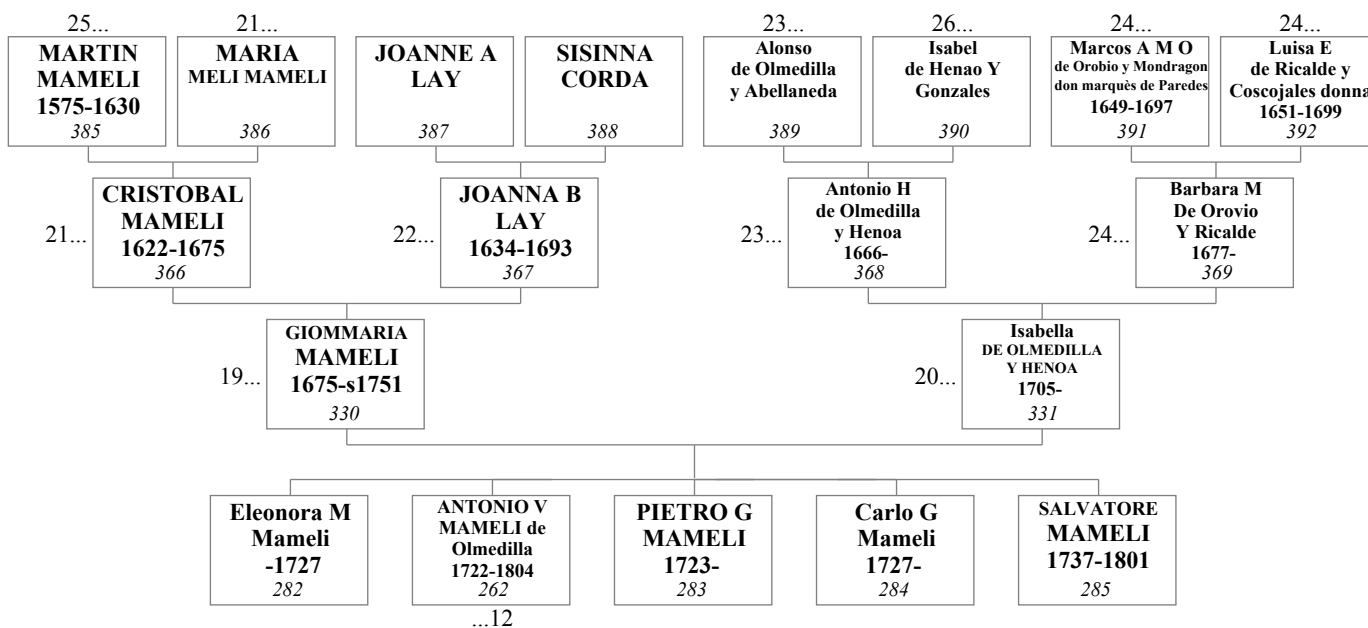 25...
21...
23...
26...
24...
24...
MARTIN
MAMELI
1575-1630
385
MARIA
MELI MAMELI
386
JOANNE A
LAY
387
SISINNA
CORDA
388
Alonso
de Olmedilla
y Abellaneda
389
Isabel
de Henao Y
Gonzales
390
Marcos A M O
de Orobio y Mondragon
don marquès de Paredes
1649-1697
391
Luisa E
de Ricalde y
Coscojales donna
1651-1699
392
21...
CRISTOBAL
MAMELI
1622-1675
366
22...
JOANNA B
LAY
1634-1693
367
23...
Antonio H
de Olmedilla
y Henoa
1666-
368
24...
Barbara M
De Orovio
Y Ricalde
1677-
369
19...
GIOMMARIA
MAMELI
1675-s1751
330
20...
Isabella
DE OLMEDILLA
Y HENOA
1705-
331
Eleonora M
Mameli
-1727
282
ANTONIO V
MAMELI de
Olmedilla
1722-1804
262
PIETRO G
MAMELI
1723-
283
Carlo G
Mameli
1727-
284
SALVATORE
MAMELI
1737-1801
285
...12